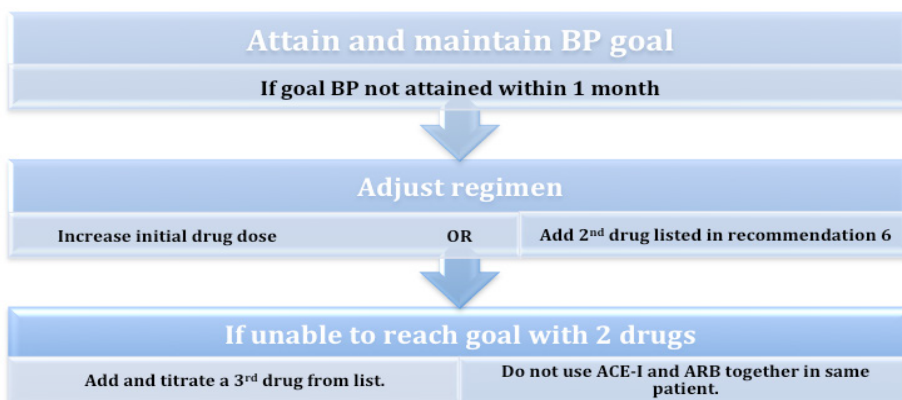 Attain and maintain BP goal
If goal BP not attained within 1 month
Adjust regimen
Increase initial drug dose
OR
Add 2nd drug listed in recommendation 6
If unable to reach goal with 2 drugs
Add and titrate a 3rd drug from list.
Do not use ACE-I and ARB together in same
patient.